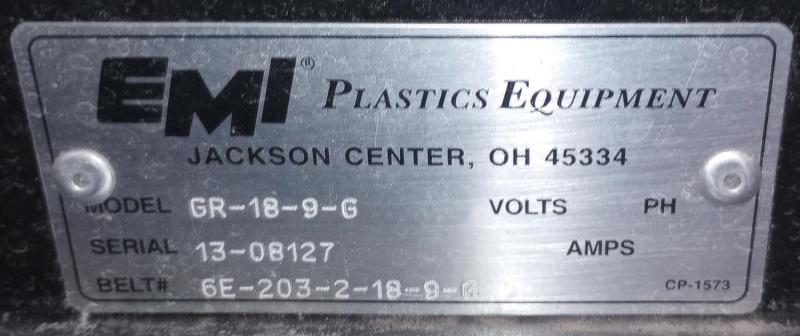 EMI® PLASTICS EQUIPMENT
JACKSON CENTER, OH 45334
MODEL GR-18-9-G VOLTS PH
SERIAL 13-08127 AMPS
BELT# 6E-203-2-18-9-G CP-1573